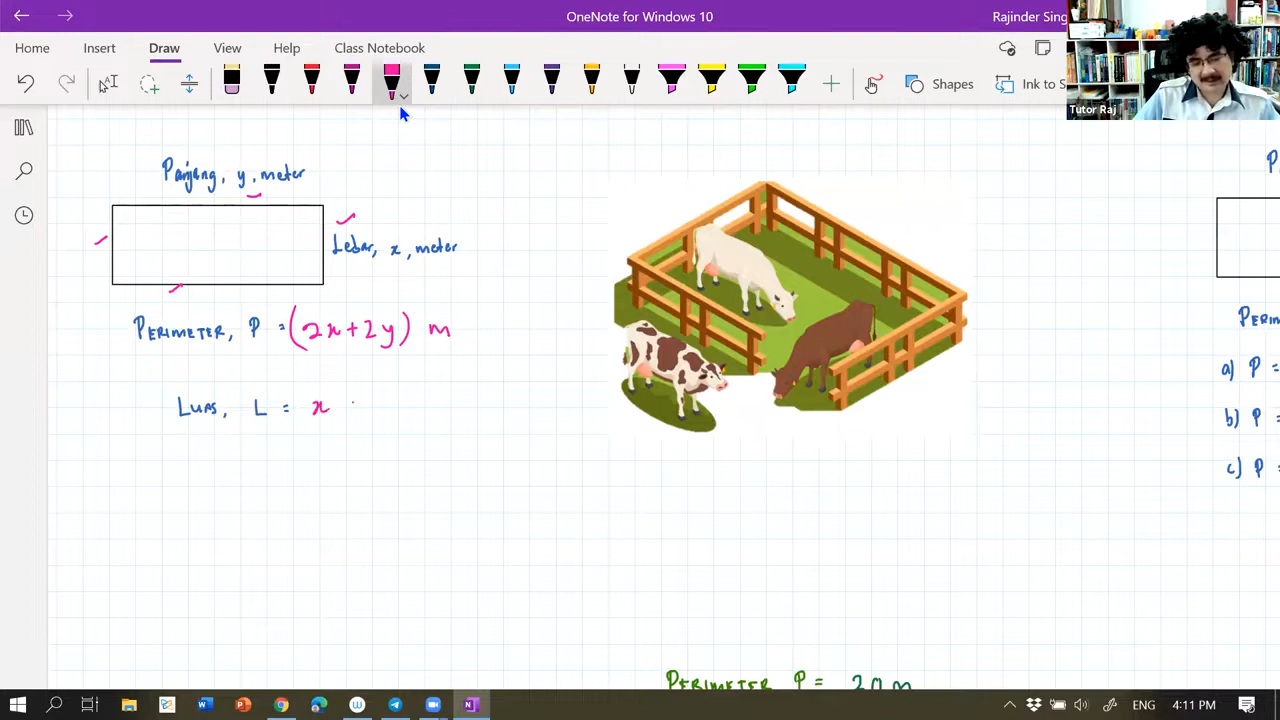 OneNote for Windows 10
Rajinder Sing
Home Insert Draw View Help Class Notebook
Shapes
Ink to S
Tutor Raj
Panjang, y, meter
Lebar, x, meter
PERIMETER, P = (2x+2y) m
LUAS, L = x
P
PERIM
a) P =
b) P =
c) P =
PERIMETER P = 20 m
ENG 4:11 PM